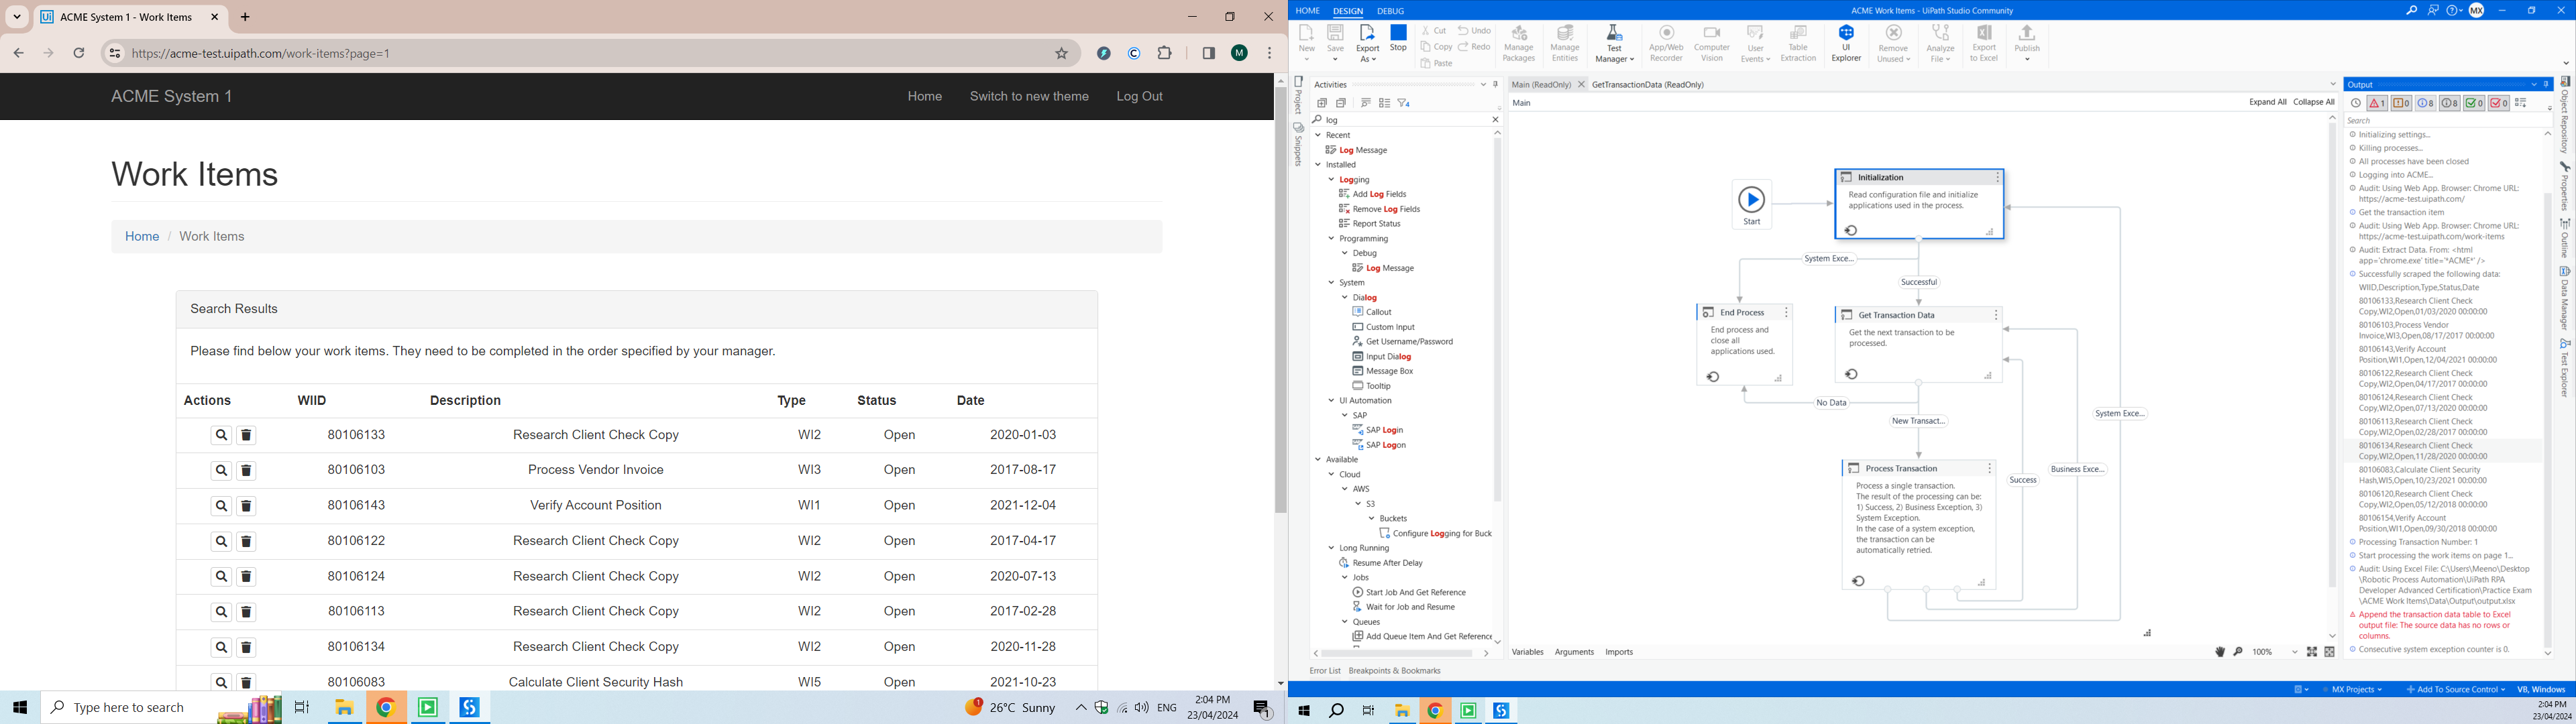 ACME System 1 - Work Items
https://acme-test.uipath.com/work-items?page=1
M
ACME System 1
Home Switch to new theme Log Out
Work Items
Home / Work Items
Search Results
Please find below your work items. They need to be completed in the order specified by your manager.
Actions WIID Description Type Status Date
80106133 Research Client Check Copy WI2 Open 2020-01-03
80106103 Process Vendor Invoice WI3 Open 2017-08-17
80106143 Verify Account Position WI1 Open 2021-12-04
80106122 Research Client Check Copy WI2 Open 2017-04-17
80106124 Research Client Check Copy WI2 Open 2020-07-13
80106113 Research Client Check Copy WI2 Open 2017-02-28
80106134 Research Client Check Copy WI2 Open 2020-11-28
80106083 Calculate Client Security Hash WI5 Open 2021-10-23
Type here to search
26°C Sunny
ENG
2:04 PM
23/04/2024
HOME DESIGN DEBUG
ACME Work Items - UiPath Studio Community
MX
New
Save
Export As
Stop
Cut
Copy
Paste
Undo
Redo
Manage Packages
Manage Entities
Test Manager
App/Web Recorder
Computer Vision
User Events
Table Extraction
UI Explorer
Remove Unused
Analyze File
Export to Excel
Publish
Project
Snippets
Activities
log
Recent
Log Message
Installed
Logging
Add Log Fields
Remove Log Fields
Report Status
Programming
Debug
Log Message
System
Dialog
Callout
Custom Input
Get Username/Password
Input Dialog
Message Box
Tooltip
UI Automation
SAP
SAP Login
SAP Logon
Available
Cloud
AWS
S3
Buckets
Configure Logging for Buck
Long Running
Resume After Delay
Jobs
Start Job And Get Reference
Wait for Job and Resume
Queues
Add Queue Item And Get Reference
Error List Breakpoints & Bookmarks
Main (ReadOnly) GetTransactionData (ReadOnly)
Main
Expand All Collapse All
Start
Initialization
Read configuration file and initialize
applications used in the process.
System Exce...
Successful
End Process
End process and
close all
applications used.
Get Transaction Data
Get the next transaction to be
processed.
No Data
New Transact...
System Exce...
Business Exce...
Success
Process Transaction
Process a single transaction.
The result of the processing can be:
1) Success, 2) Business Exception, 3)
System Exception.
In the case of a system exception,
the transaction can be
automatically retried.
Variables Arguments Imports
100%
Output
1 0 8 8 0 0
Search
Initializing settings...
Killing processes...
All processes have been closed
Logging into ACME...
Audit: Using Web App. Browser: Chrome URL:
https://acme-test.uipath.com/
Get the transaction item
Audit: Using Web App. Browser: Chrome URL:
https://acme-test.uipath.com/work-items
Audit: Extract Data. From: <html
app='chrome.exe' title='*ACME*' />
Successfully scraped the following data:
WIID,Description,Type,Status,Date
80106133,Research Client Check
Copy,WI2,Open,01/03/2020 00:00:00
80106103,Process Vendor
Invoice,WI3,Open,08/17/2017 00:00:00
80106143,Verify Account
Position,WI1,Open,12/04/2021 00:00:00
80106122,Research Client Check
Copy,WI2,Open,04/17/2017 00:00:00
80106124,Research Client Check
Copy,WI2,Open,07/13/2020 00:00:00
80106113,Research Client Check
Copy,WI2,Open,02/28/2017 00:00:00
80106134,Research Client Check
Copy,WI2,Open,11/28/2020 00:00:00
80106083,Calculate Client Security
Hash,WI5,Open,10/23/2021 00:00:00
80106120,Research Client Check
Copy,WI2,Open,05/12/2018 00:00:00
80106154,Verify Account
Position,WI1,Open,09/30/2018 00:00:00
Processing Transaction Number: 1
Start processing the work items on page 1...
Audit: Using Excel File: C:\Users\Meeno\Desktop
\Robotic Process Automation\UiPath RPA
Developer Advanced Certification\Practice Exam
\ACME Work Items\Data\Output\output.xlsx
Append the transaction data table to Excel
output file: The source data has no rows or
columns.
Consecutive system exception counter is 0.
Object Repository
Properties
Outline
Data Manager
Test Explorer
MX Projects
Add To Source Control
VB, Windows
2:04 PM
23/04/2024